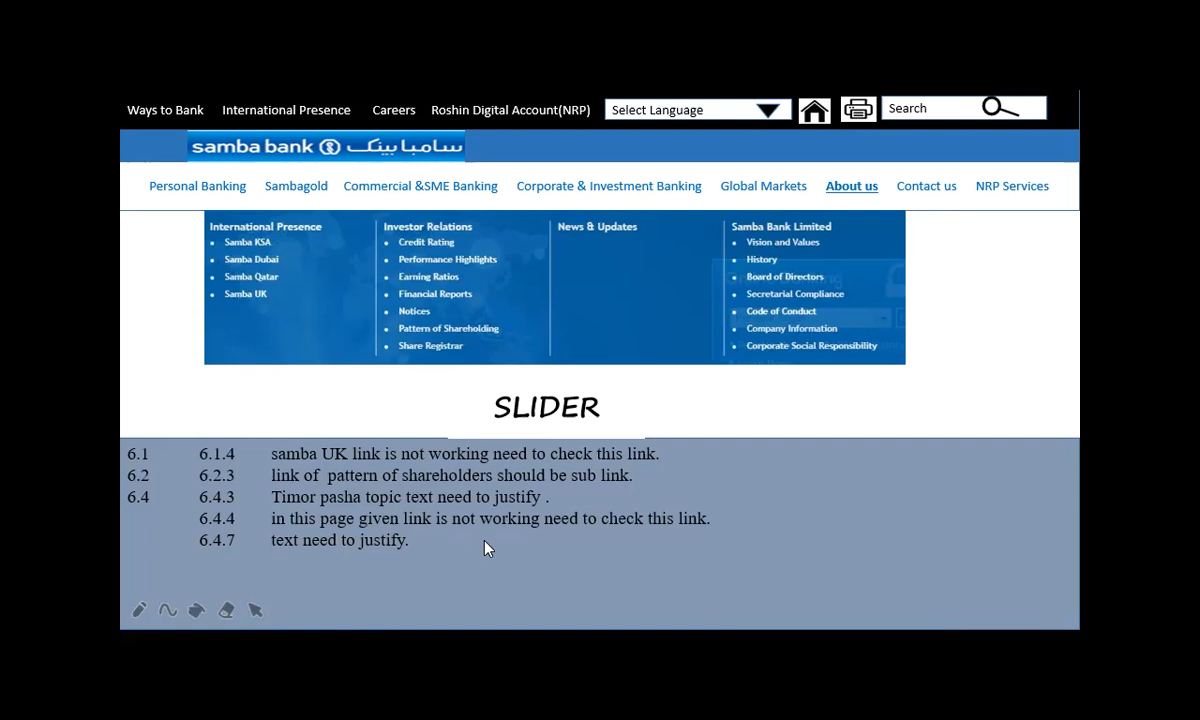 Ways to Bank International Presence Careers Roshin Digital Account(NRP) Select Language Search
samba bank سامبا بينك
Personal Banking Sambagold Commercial &SME Banking Corporate & Investment Banking Global Markets About us Contact us NRP Services
International Presence
Samba KSA
Samba Dubai
Samba Qatar
Samba UK
Investor Relations
Credit Rating
Performance Highlights
Earning Ratios
Financial Reports
Notices
Pattern of Shareholding
Share Registrar
News & Updates
Samba Bank Limited
Vision and Values
History
Board of Directors
Secretarial Compliance
Code of Conduct
Company Information
Corporate Social Responsibility
SLIDER
6.1 6.1.4 samba UK link is not working need to check this link.
6.2 6.2.3 link of pattern of shareholders should be sub link.
6.4 6.4.3 Timor pasha topic text need to justify .
6.4.4 in this page given link is not working need to check this link.
6.4.7 text need to justify.